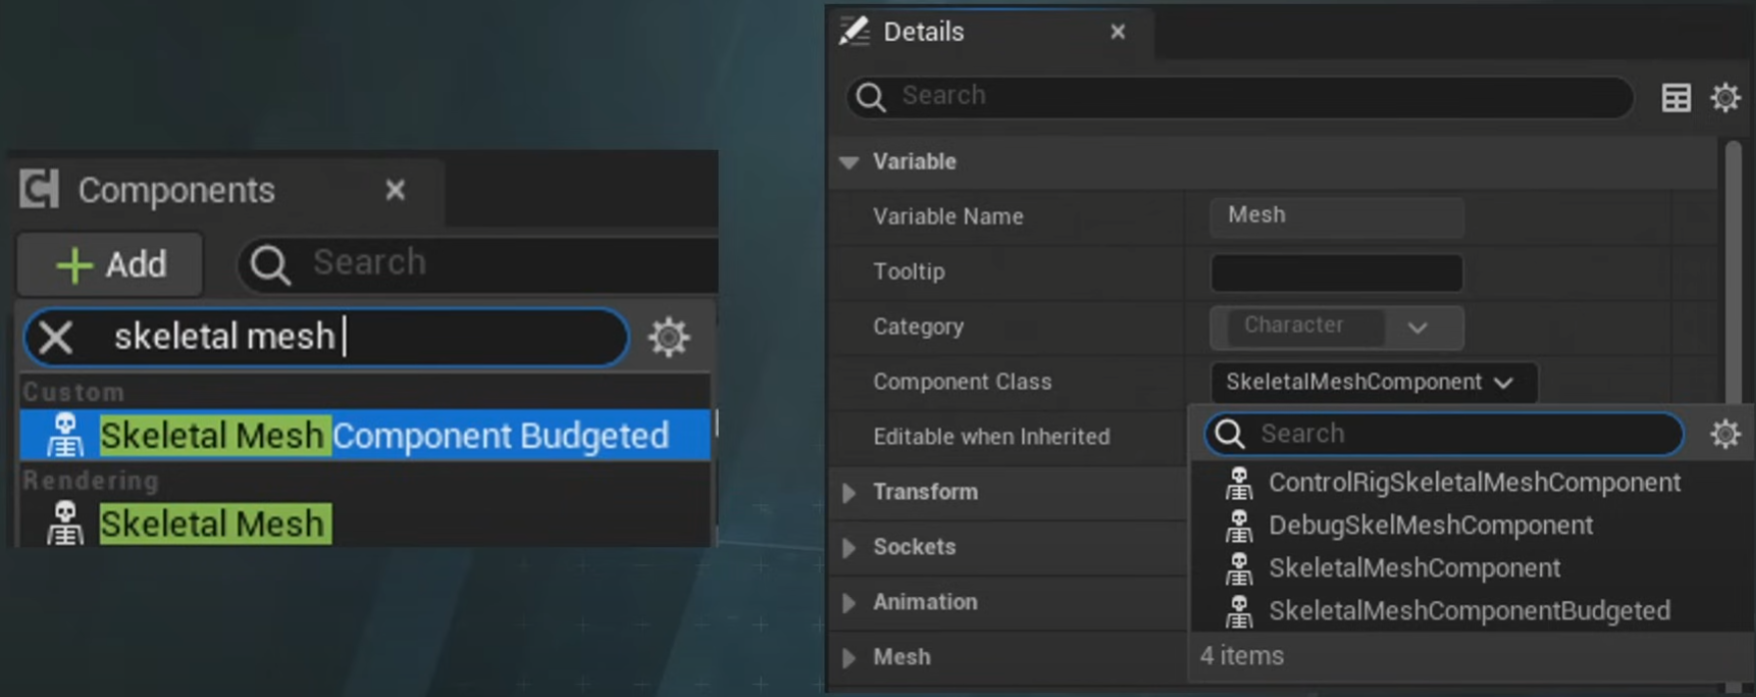 Components
Add
Search
skeletal mesh
Custom
Skeletal Mesh Component Budgeted
Rendering
Skeletal Mesh
Details
Search
Variable
Variable Name
Mesh
Tooltip
Category
Character
Component Class
SkeletalMeshComponent
Editable when Inherited
Search
ControlRigSkeletalMeshComponent
DebugSkelMeshComponent
SkeletalMeshComponent
SkeletalMeshComponentBudgeted
4 items
Transform
Sockets
Animation
Mesh